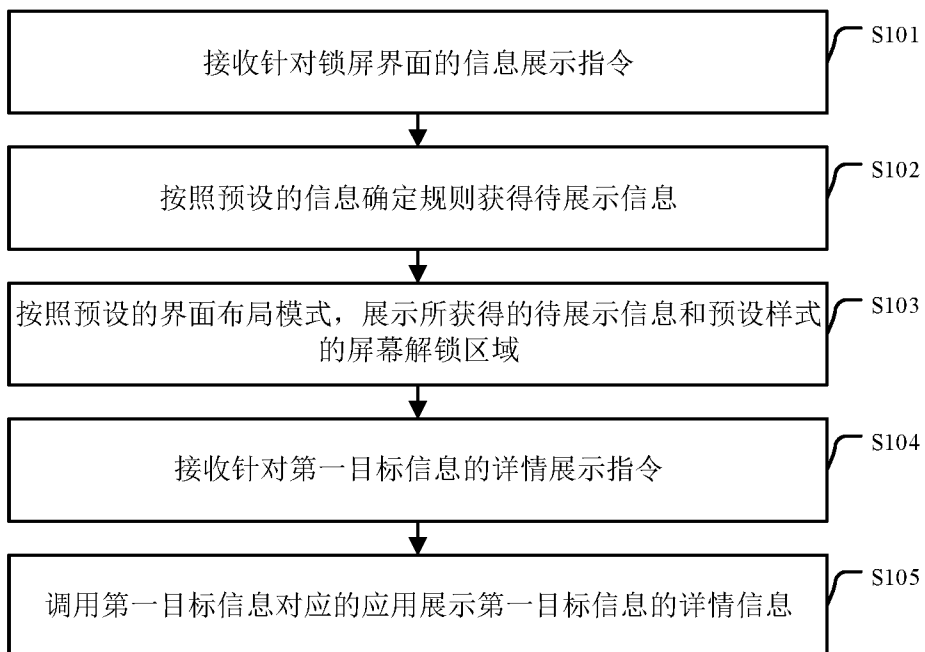 接收针对锁屏界面的信息展示指令
S101
按照预设的信息确定规则获得待展示信息
S102
按照预设的界面布局模式，展示所获得的待展示信息和预设样式
的屏幕解锁区域
S103
接收针对第一目标信息的详情展示指令
S104
调用第一目标信息对应的应用展示第一目标信息的详情信息
S105